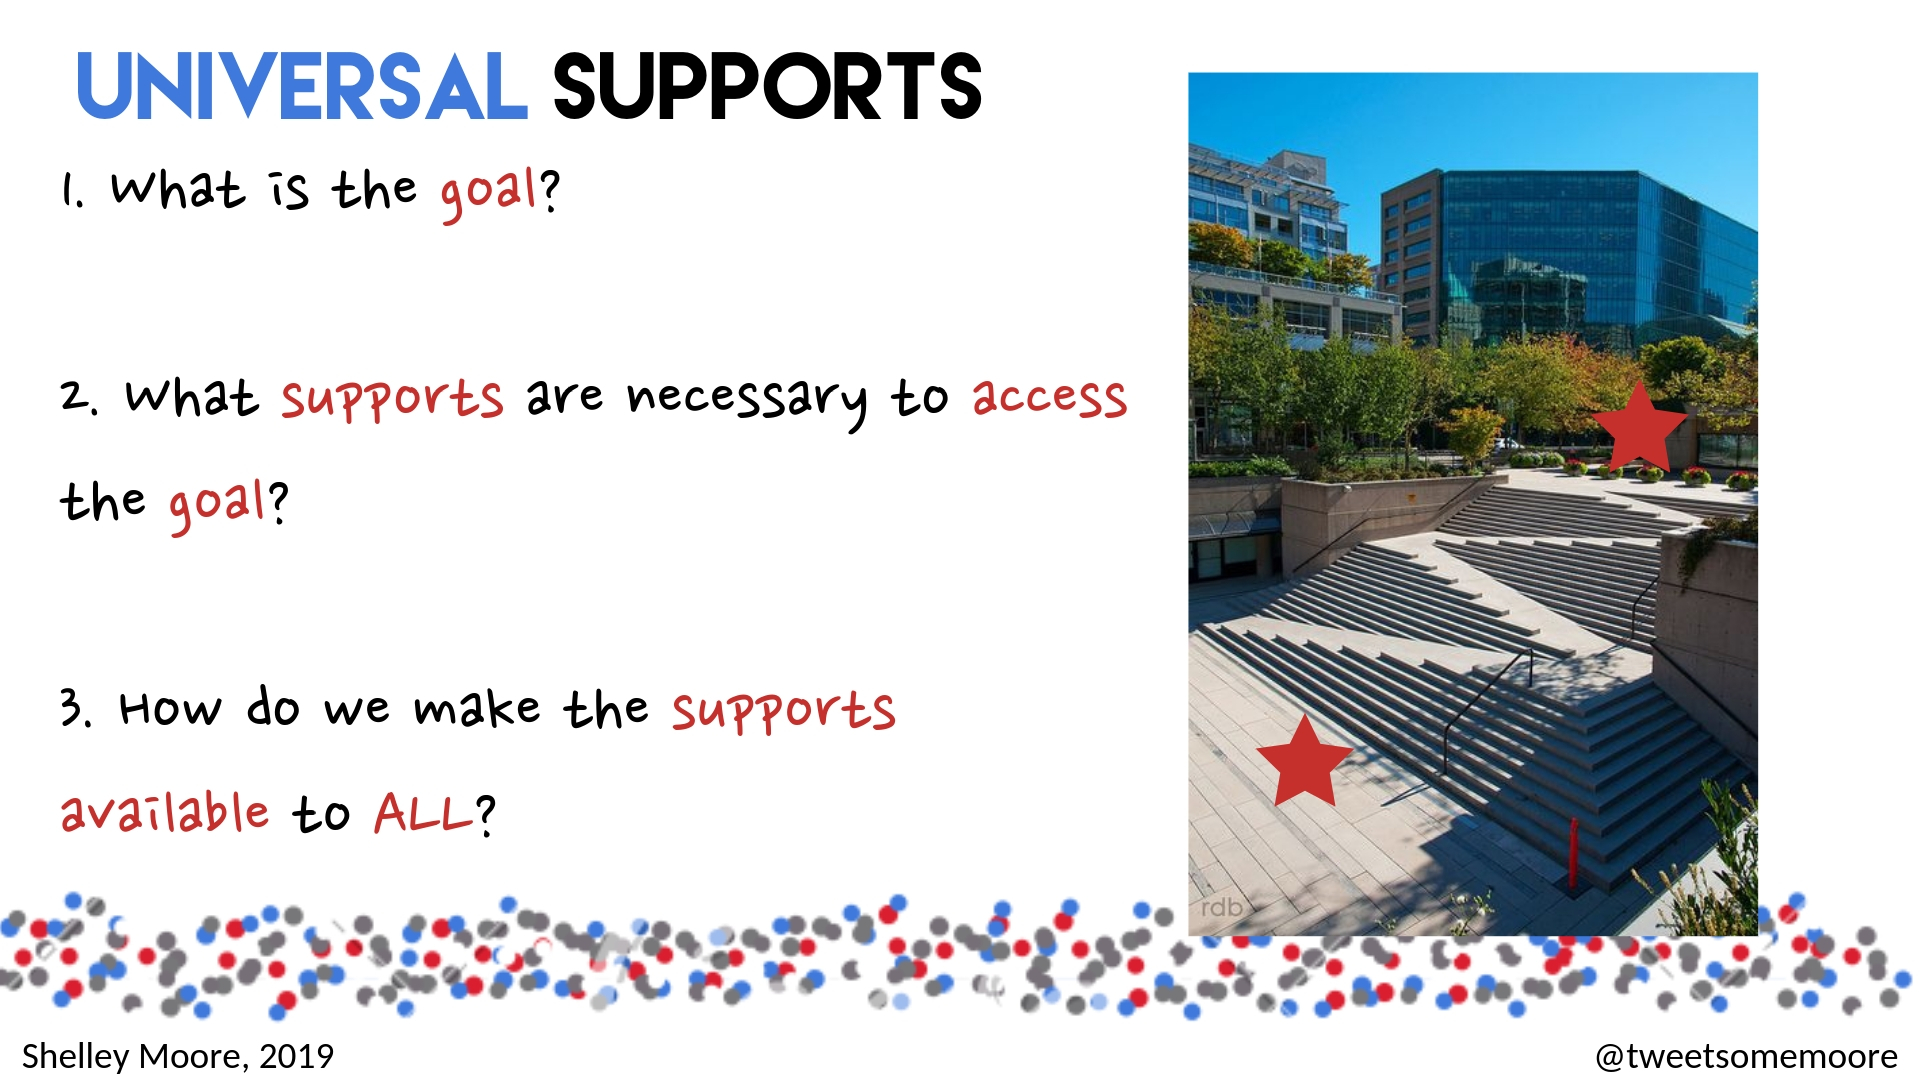 UNIVERSAL SUPPORTS
1. What is the goal?
2. What supports are necessary to access
the goal?
3. How do we make the supports
available to ALL?
rdb
Shelley Moore, 2019
@tweetsomemoore